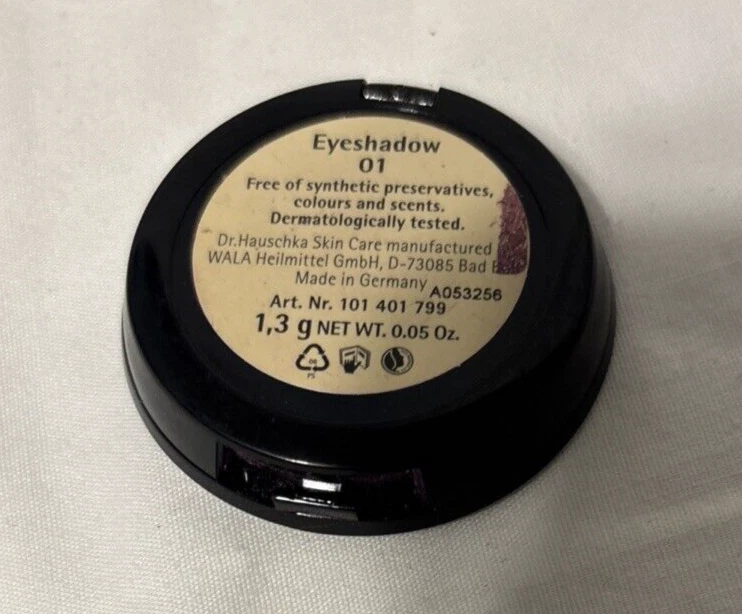 Eyeshadow
01
Free of synthetic preservatives,
colours and scents.
Dermatologically tested.
Dr.Hauschka Skin Care manufactured
WALA Heilmittel GmbH, D-73085 Bad
Made in Germany
A053256
Art. Nr. 101 401 799
1,3 g NET WT. 0.05 Oz.